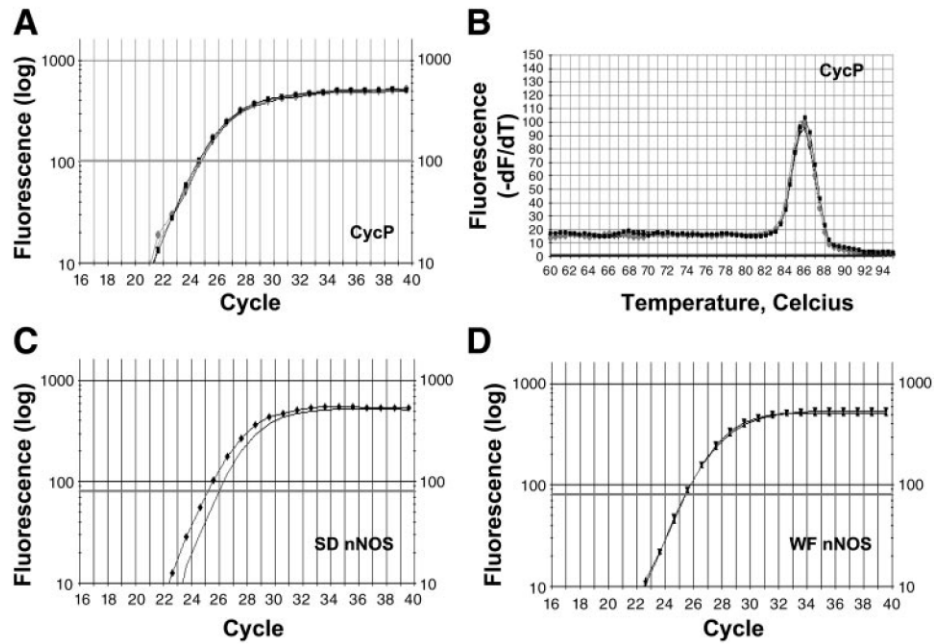 A
Fluorescence (log)
1000
100
10
1000
100
10
CycP
16 18 20 22 24 26 28 30 32 34 36 38 40
Cycle
B
Fluorescence
(-dF/dT)
150
140
130
120
110
100
90
80
70
60
50
40
30
20
10
0
CycP
60 62 64 66 68 70 72 74 76 78 80 82 83 84 86 88 90 92 94
Temperature, Celcius
C
Fluorescence (log)
1000
100
10
1000
100
10
SD nNOS
16 18 20 22 24 26 28 30 32 34 36 38 40
Cycle
D
Fluorescence (log)
1000
100
10
1000
100
10
WF nNOS
16 18 20 22 24 26 28 30 32 34 36 38 40
Cycle